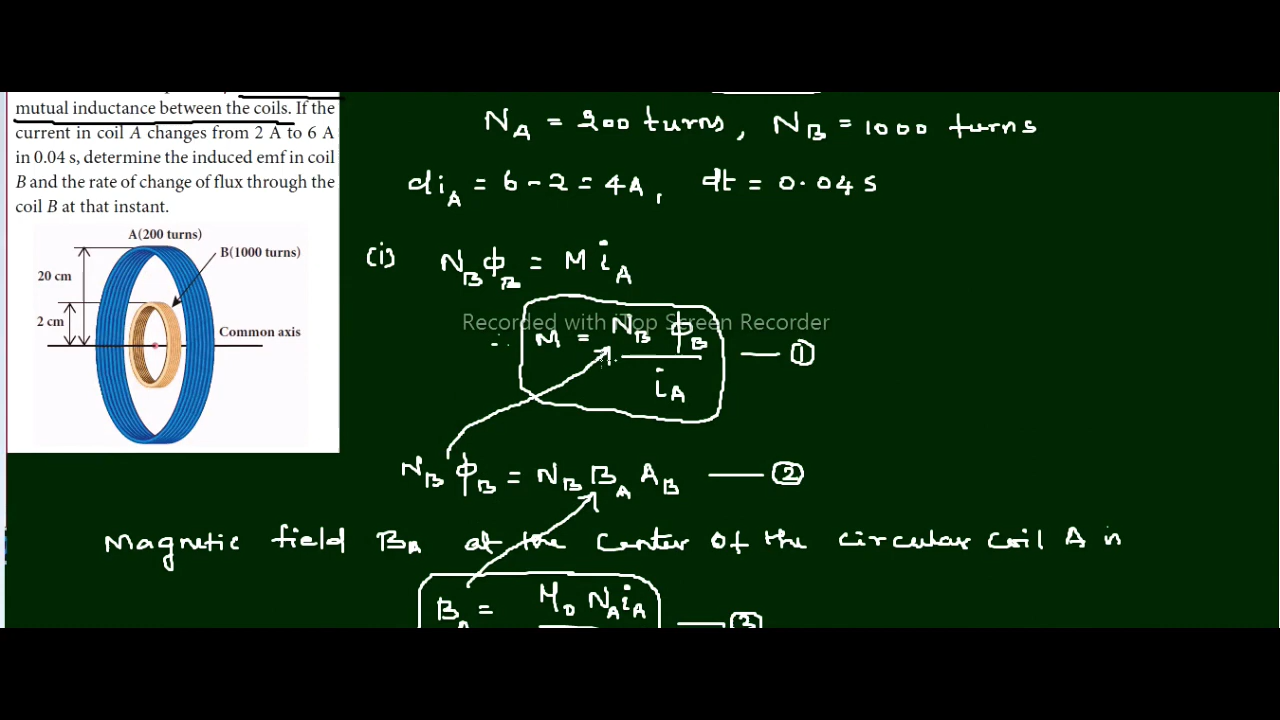 mutual inductance between the coils. If the
current in coil A changes from 2 A to 6 A
in 0.04 s, determine the induced emf in coil
B and the rate of change of flux through the
coil B at that instant.
A(200 turns)
B(1000 turns)
20 cm
2 cm
Common axis
N_A = 200 turns, N_B = 1000 turns
di_A = 6 - 2 = 4A, dt = 0.04 s
(i) N_B ϕ_B = M i_A
Recorded with iTop Screen Recorder
∴ M = N_B ϕ_B / i_A — ①
N_B ϕ_B = N_B B_A A_B — ②
Magnetic field B_A at the center of the circular coil A is
B_A = μ₀ N_A i_A — ③